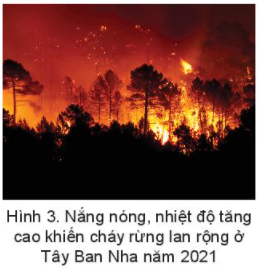 Hình 3. Nắng nóng, nhiệt độ tăng
cao khiến cháy rừng lan rộng ở
Tây Ban Nha năm 2021